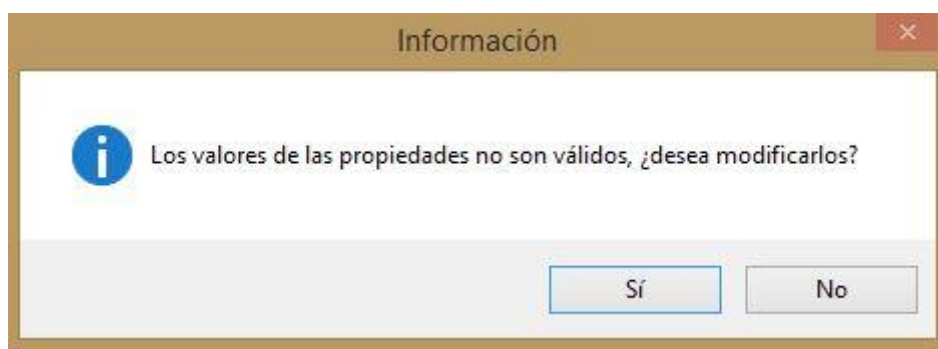 Información
Los valores de las propiedades no son válidos, ¿desea modificarlos?
Sí
No